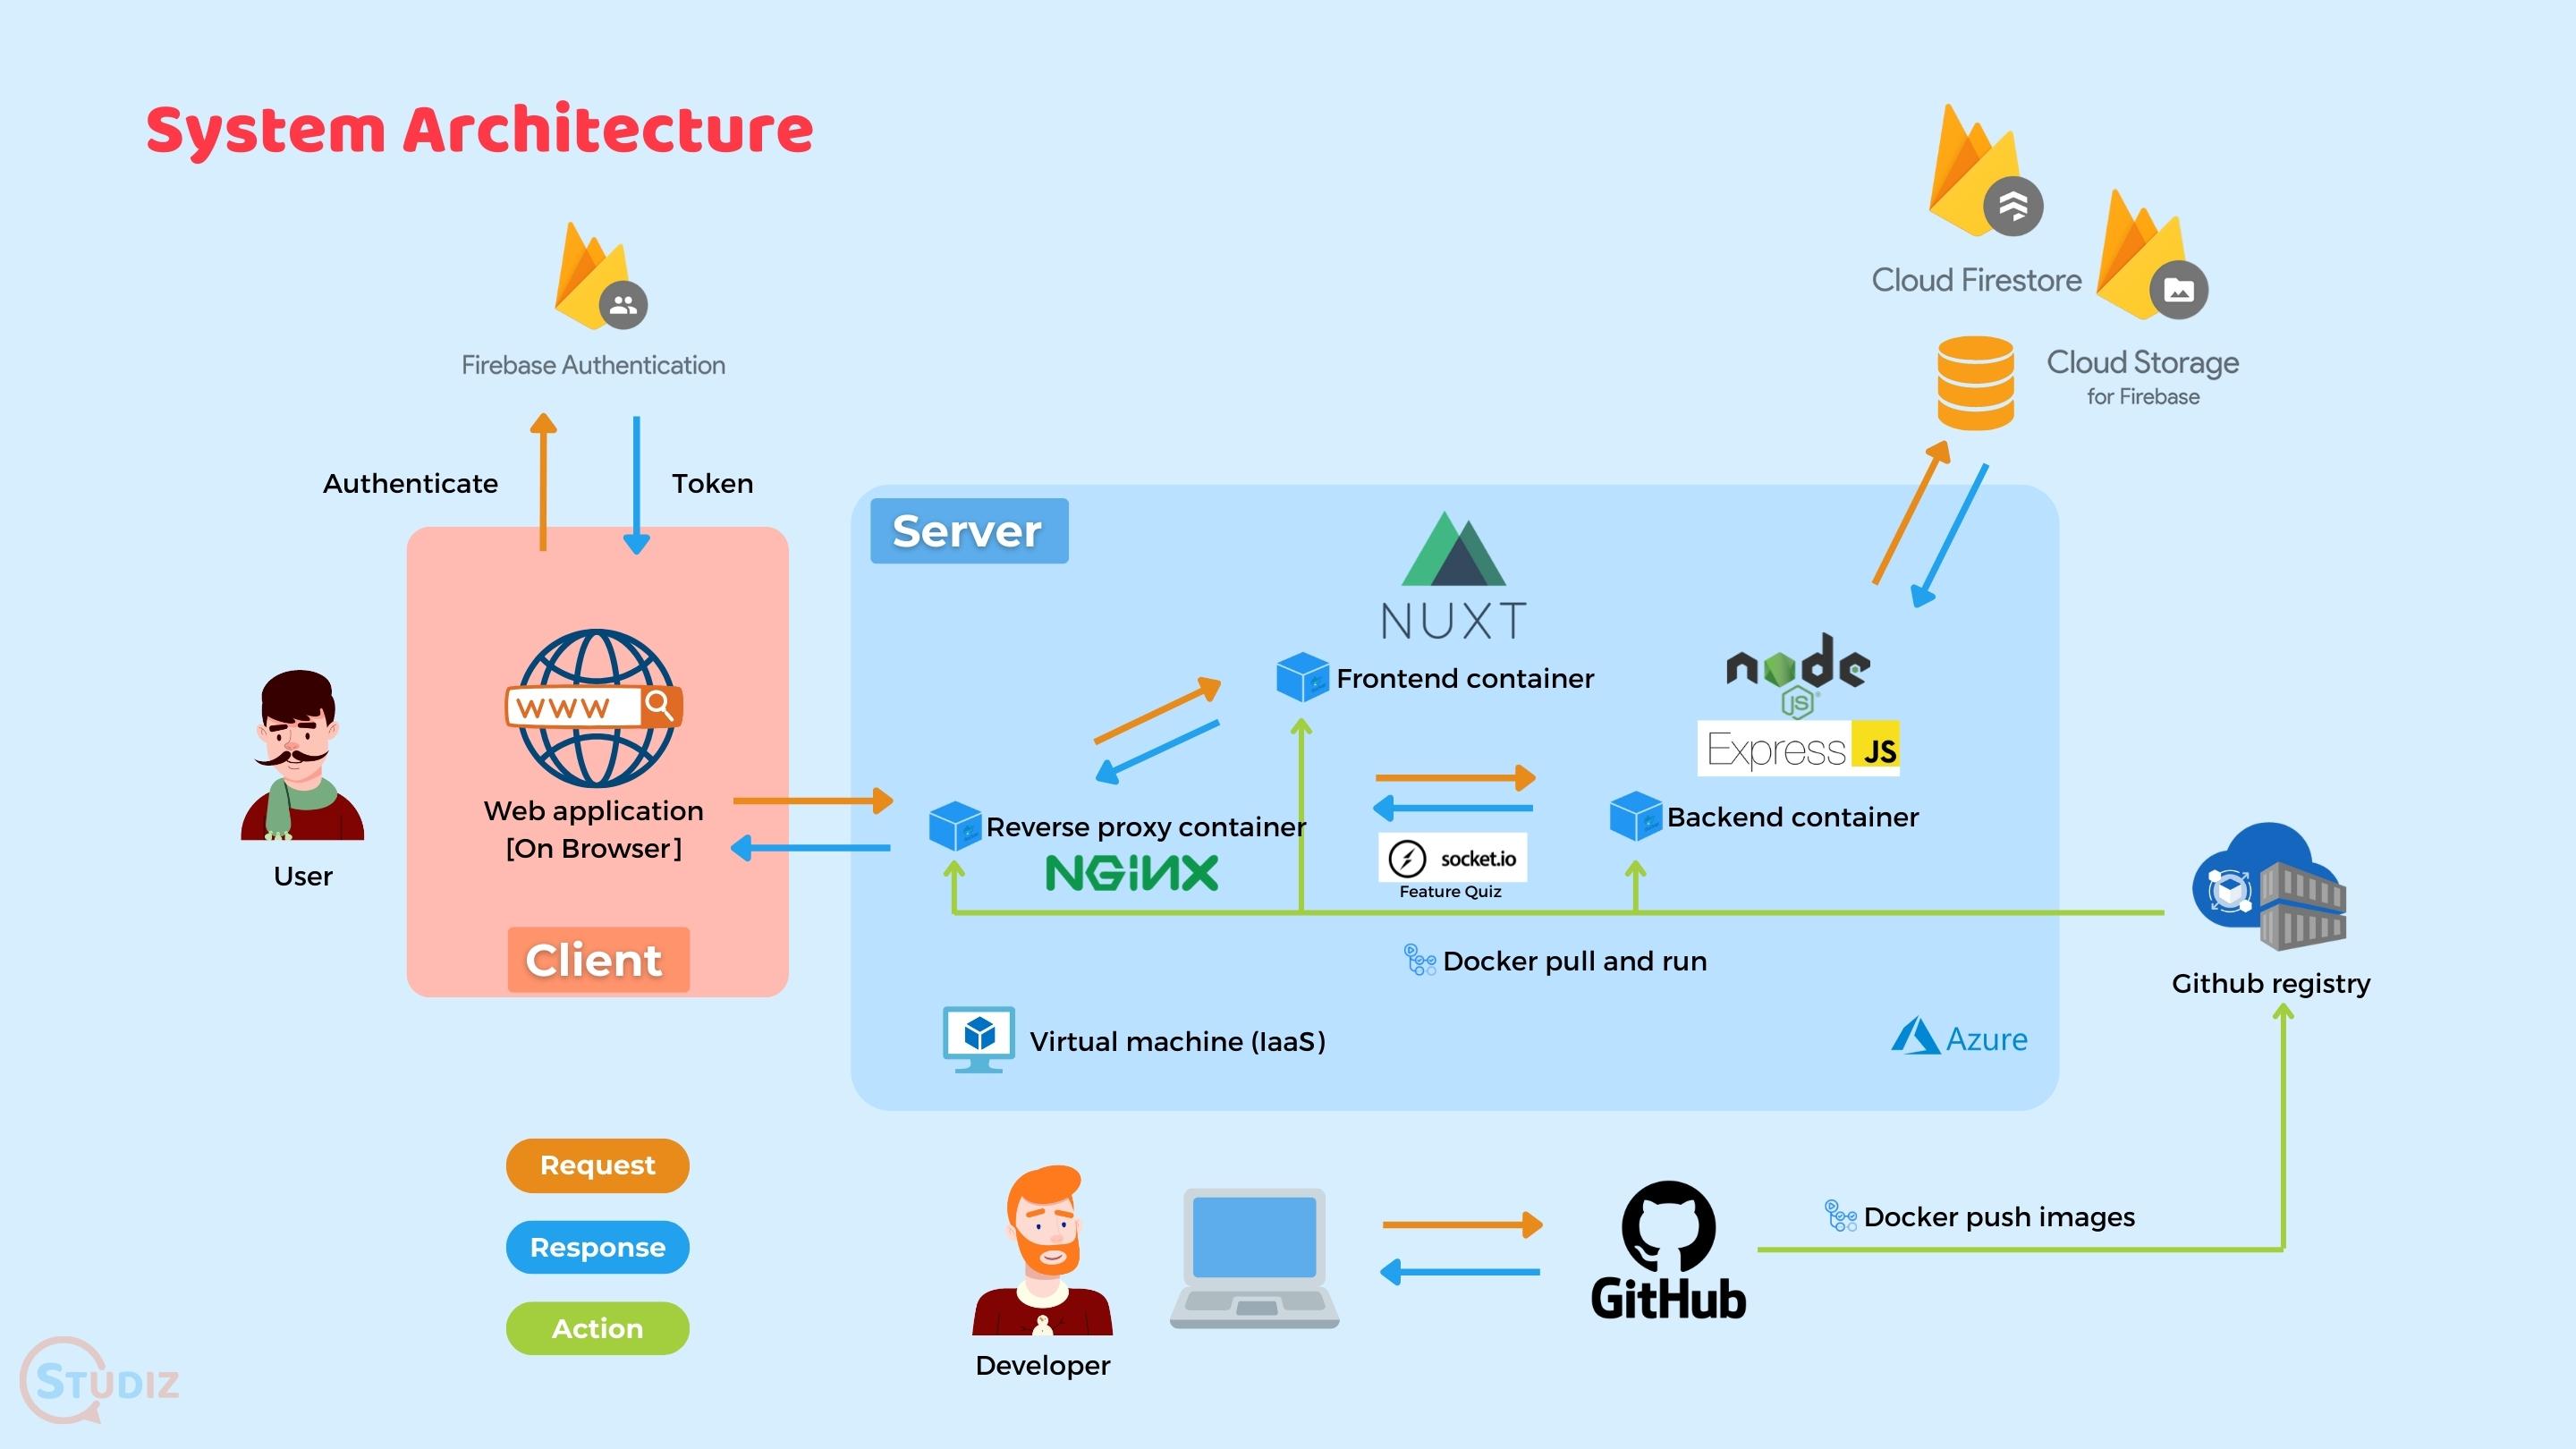 System Architecture
Cloud Firestore
Cloud Storage
for Firebase
Firebase Authentication
Authenticate
Token
Server
NUXT
Frontend container
node
JS
Express JS
Backend container
WWW
Web application
[On Browser]
Client
User
Reverse proxy container
NGINX
socket.io
Feature Quiz
Docker pull and run
Github registry
Virtual machine (IaaS)
Azure
Request
Response
Action
Developer
GitHub
Docker push images
STUDIZ